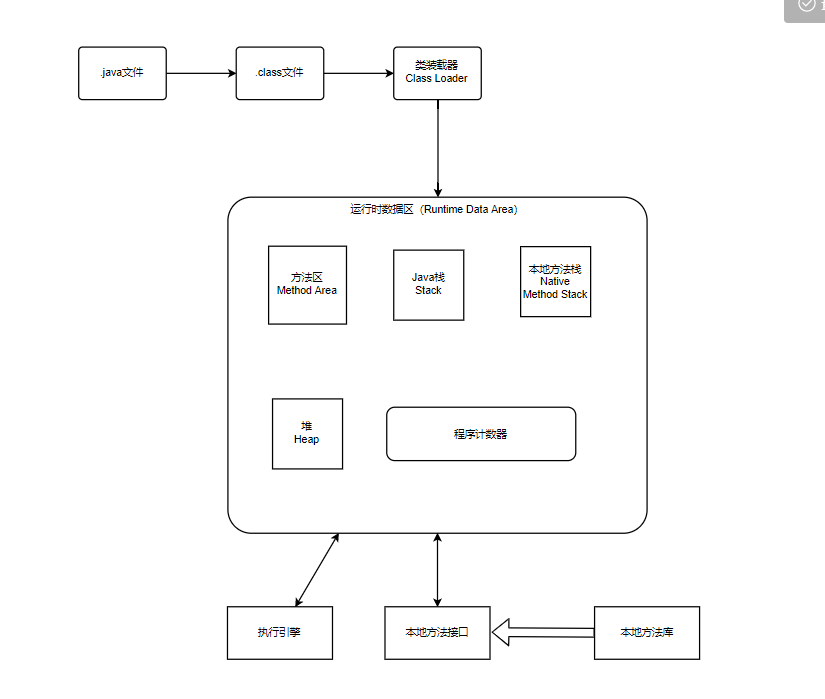 .java文件
.class文件
类装载器
Class Loader
运行时数据区（Runtime Data Area）
方法区
Method Area
Java栈
Stack
本地方法栈
Native
Method Stack
堆
Heap
程序计数器
执行引擎
本地方法接口
本地方法库